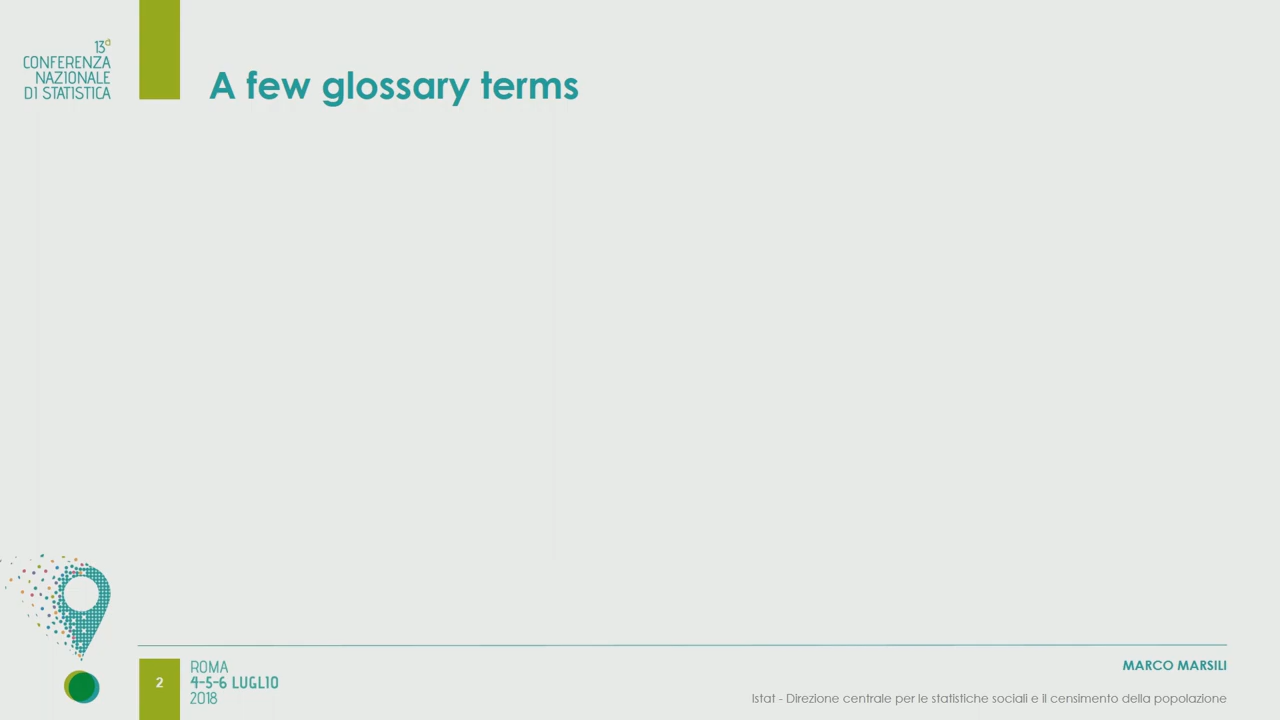 13ª
CONFERENZA
NAZIONALE
DI STATISTICA
A few glossary terms
2
ROMA
4-5-6 LUGLIO
2018
MARCO MARSILI
Istat - Direzione centrale per le statistiche sociali e il censimento della popolazione